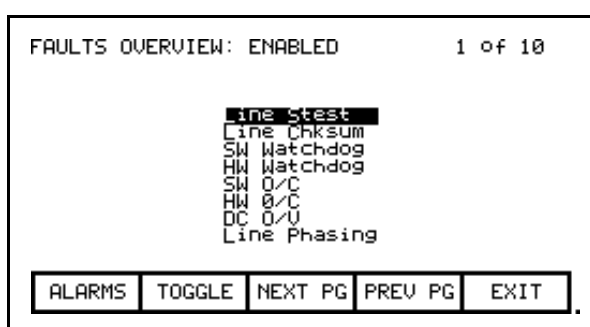 FAULTS OVERVIEW: ENABLED 1 of 10
Line Stest
Line Chksum
SW Watchdog
HW Watchdog
SW O/C
HW O/C
DC O/V
Line Phasing
ALARMS TOGGLE NEXT PG PREV PG EXIT